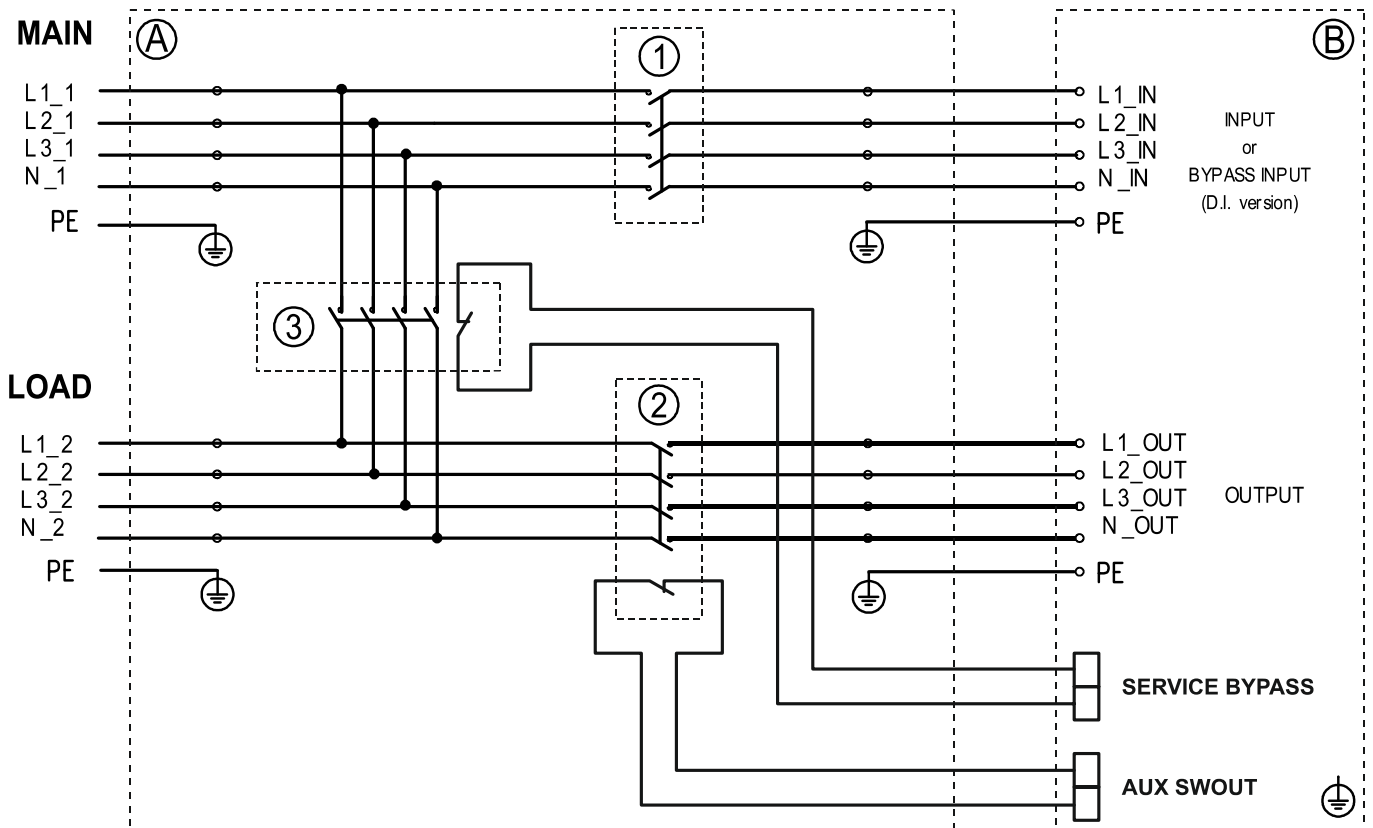 MAIN
A
1
B
L1_1
L2_1
L3_1
N_1
PE
L1_IN
L2_IN
L3_IN
N_IN
PE
INPUT
or
BYPASS INPUT
(D.I. version)
3
LOAD
2
L1_2
L2_2
L3_2
N_2
PE
L1_OUT
L2_OUT
L3_OUT
N_OUT
PE
OUTPUT
SERVICE BYPASS
AUX SWOUT